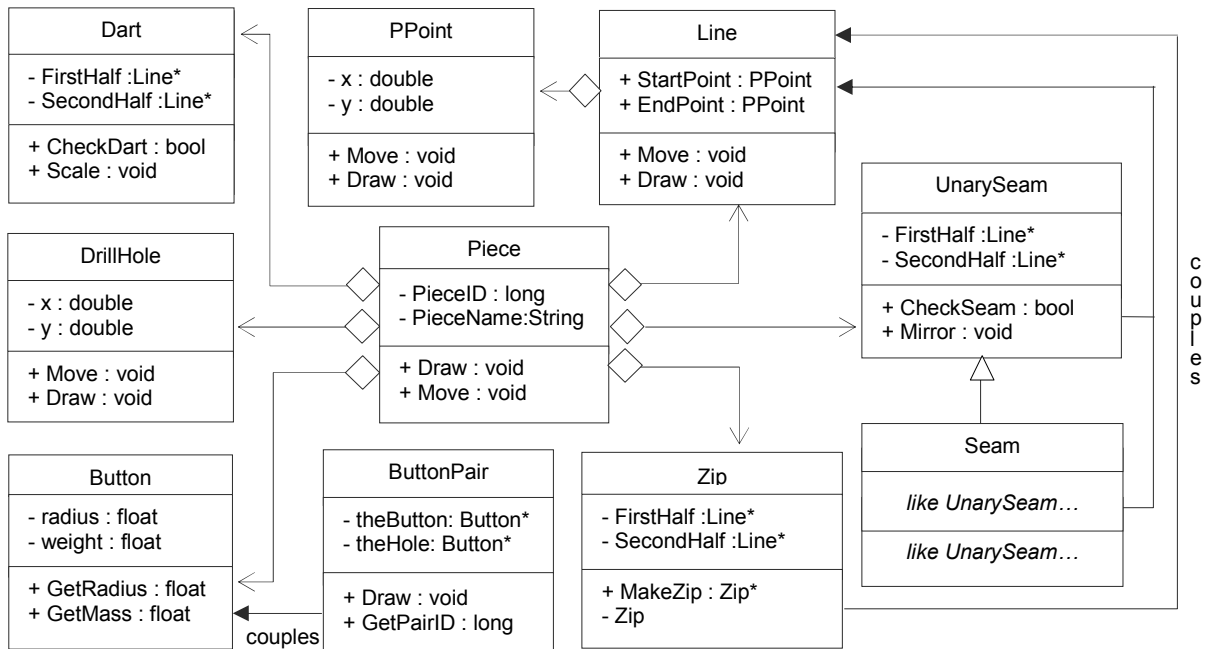 Dart
- FirstHalf :Line*
- SecondHalf :Line*
+ CheckDart : bool
+ Scale : void
PPoint
- x : double
- y : double
+ Move : void
+ Draw : void
Line
+ StartPoint : PPoint
+ EndPoint : PPoint
+ Move : void
+ Draw : void
UnarySeam
- FirstHalf :Line*
- SecondHalf :Line*
+ CheckSeam : bool
+ Mirror : void
couples
DrillHole
- x : double
- y : double
+ Move : void
+ Draw : void
Piece
- PieceID : long
- PieceName:String
+ Draw : void
+ Move : void
Button
- radius : float
- weight : float
+ GetRadius : float
+ GetMass : float
couples
ButtonPair
- theButton: Button*
- theHole: Button*
+ Draw : void
+ GetPairID : long
Zip
- FirstHalf :Line*
- SecondHalf :Line*
+ MakeZip : Zip*
- Zip
Seam
like UnarySeam…
like UnarySeam…